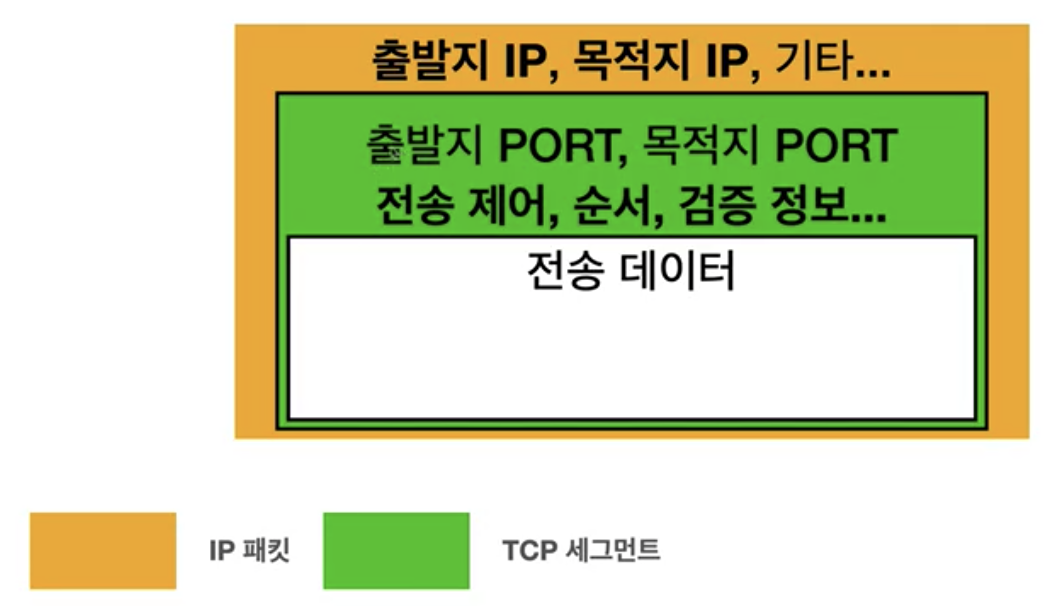 출발지 IP, 목적지 IP, 기타...
출발지 PORT, 목적지 PORT
전송 제어, 순서, 검증 정보...
전송 데이터
IP 패킷
TCP 세그먼트